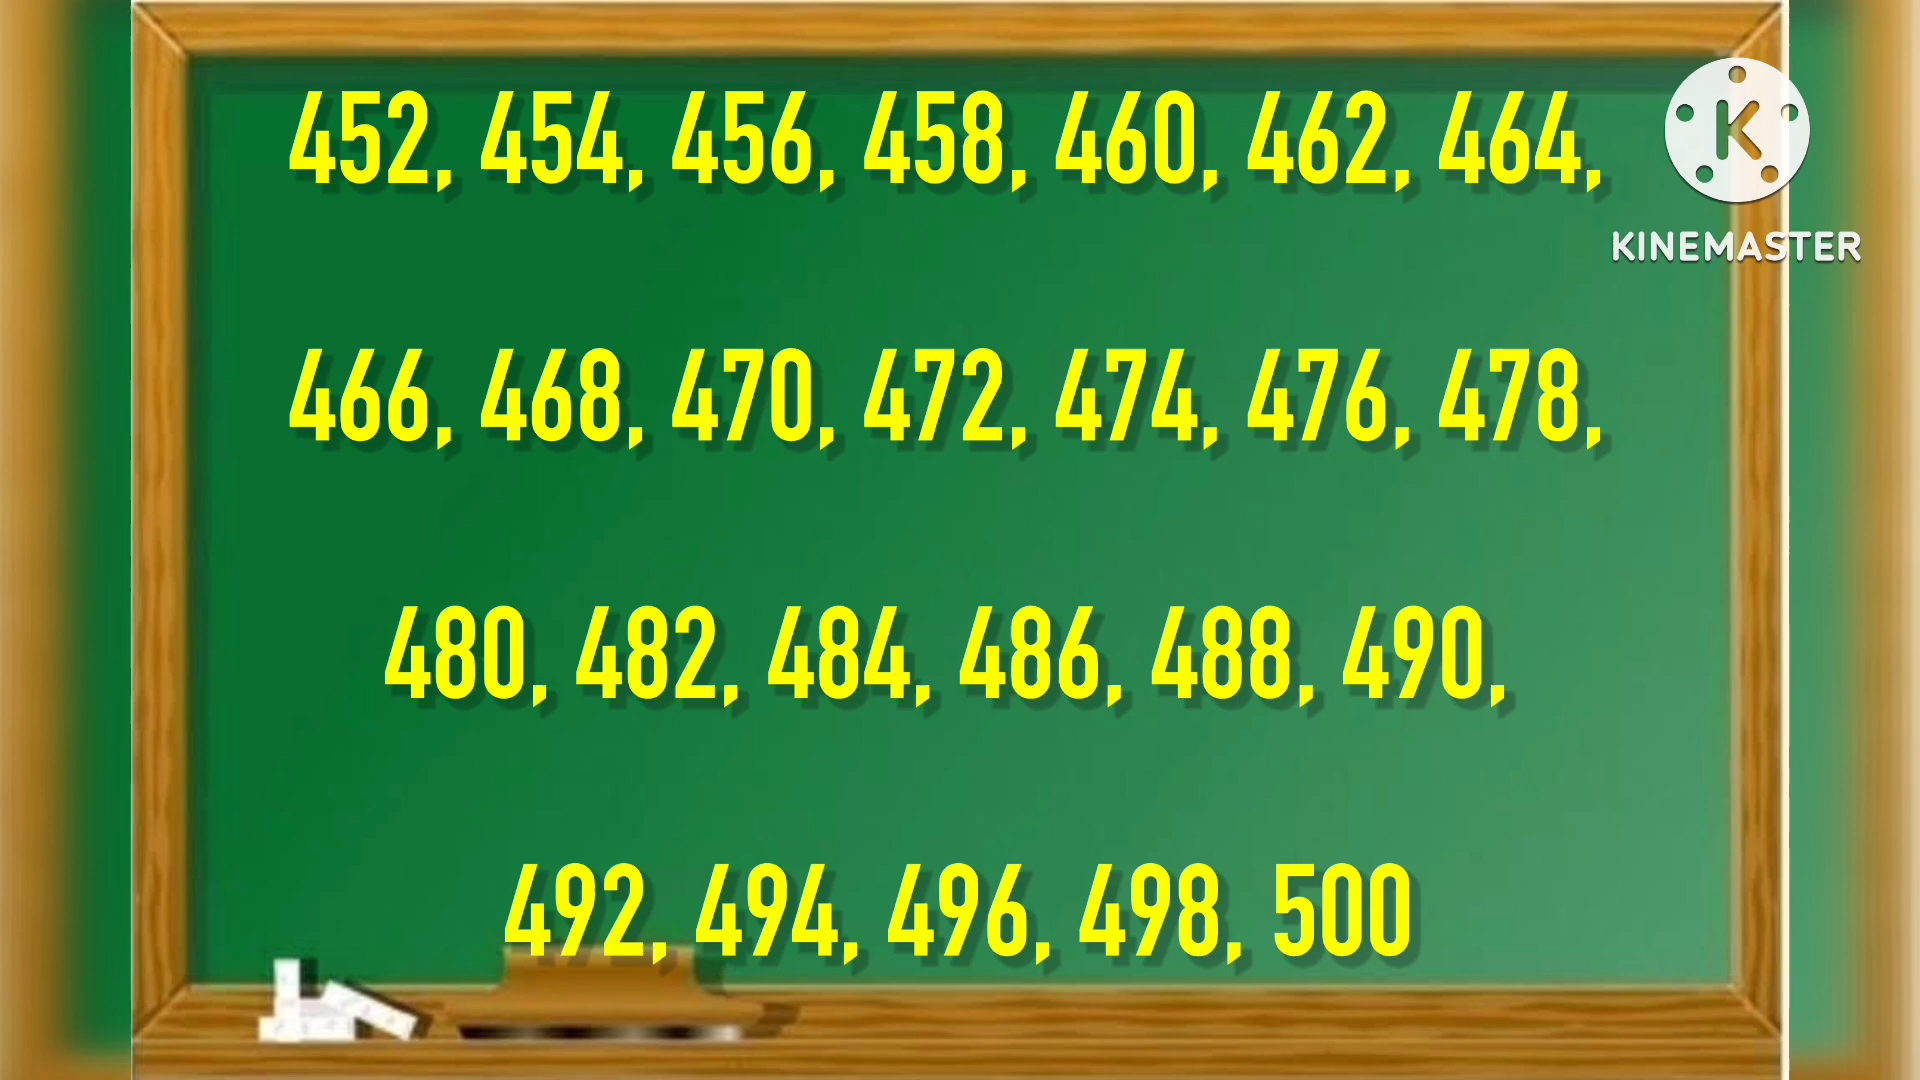 452, 454, 456, 458, 460, 462, 464,
K
KINEMASTER
466, 468, 470, 472, 474, 476, 478,
480, 482, 484, 486, 488, 490,
492, 494, 496, 498, 500